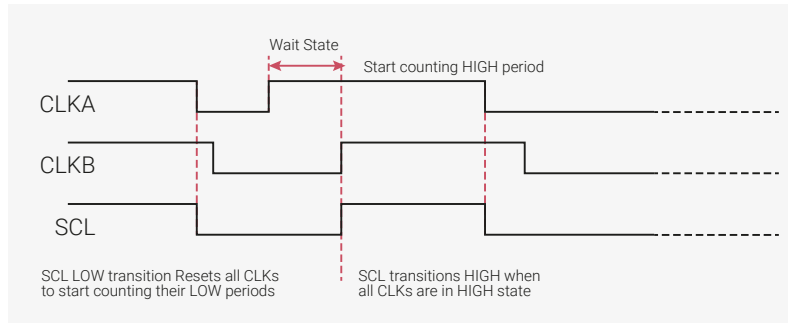 Wait State
Start counting HIGH period
CLKA
CLKB
SCL
SCL LOW transition Resets all CLKs
to start counting their LOW periods
SCL transitions HIGH when
all CLKs are in HIGH state